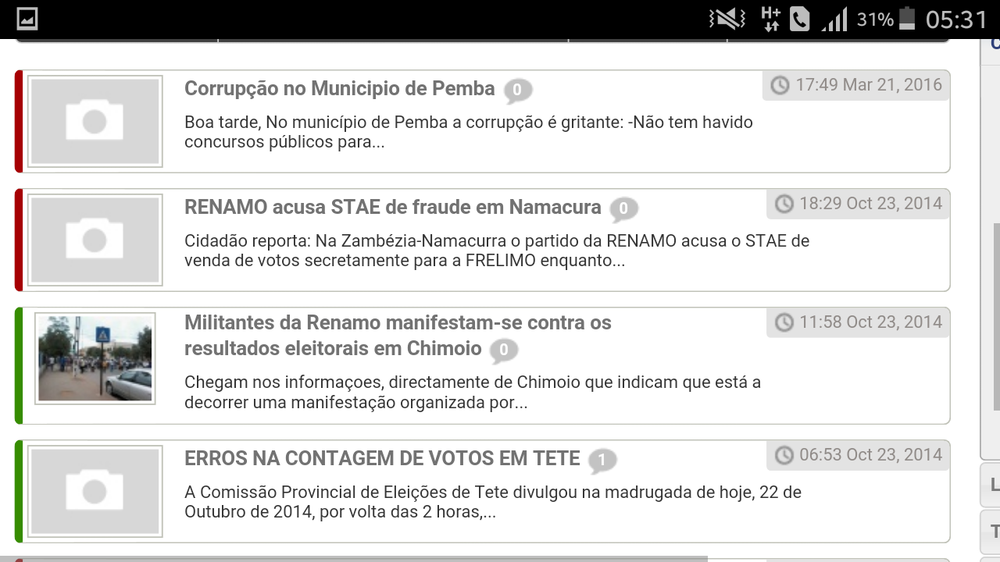 H+ 31% 05:31
Corrupção no Municipio de Pemba 0
17:49 Mar 21, 2016
Boa tarde, No município de Pemba a corrupção é gritante: -Não tem havido
concursos públicos para...
RENAMO acusa STAE de fraude em Namacura 0
18:29 Oct 23, 2014
Cidadão reporta: Na Zambézia-Namacurra o partido da RENAMO acusa o STAE de
venda de votos secretamente para a FRELIMO enquanto...
Militantes da Renamo manifestam-se contra os
resultados eleitorais em Chimoio 0
11:58 Oct 23, 2014
Chegam nos informaçoes, directamente de Chimoio que indicam que está a
decorrer uma manifestação organizada por...
ERROS NA CONTAGEM DE VOTOS EM TETE 1
06:53 Oct 23, 2014
A Comissão Provincial de Eleições de Tete divulgou na madrugada de hoje, 22 de
Outubro de 2014, por volta das 2 horas,...
L
T